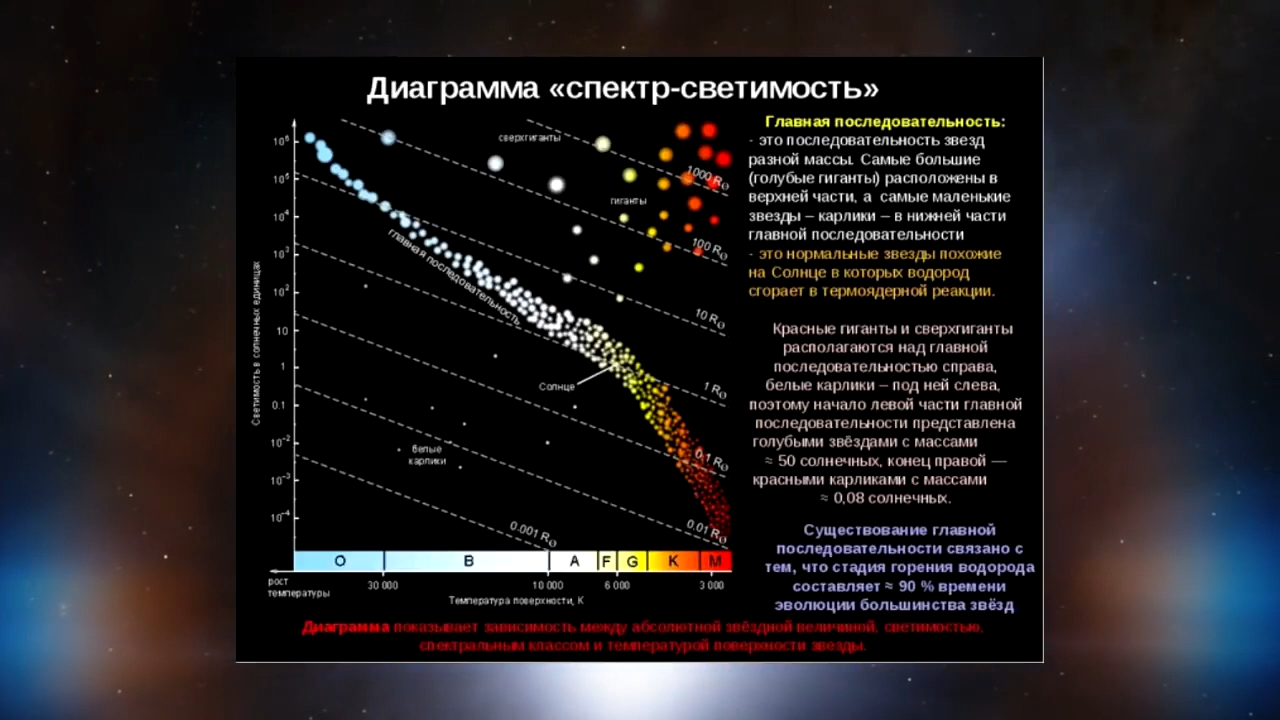 Диаграмма «спектр-светимость»
Главная последовательность:
- это последовательность звезд
разной массы. Самые большие
(голубые гиганты) расположены в
верхней части, а самые маленькие
звезды – карлики – в нижней части
главной последовательности
- это нормальные звезды похожие
на Солнце в которых водород
сгорает в термоядерной реакции.
Красные гиганты и сверхгиганты
располагаются над главной
последовательностью справа,
белые карлики – под ней слева,
поэтому начало левой части главной
последовательности представлена
голубыми звёздами с массами
≈ 50 солнечных, конец правой —
красными карликами с массами
≈ 0,08 солнечных.
Существование главной
последовательности связано с
тем, что стадия горения водорода
составляет ≈ 90 % времени
эволюции большинства звёзд
Светимость в солнечных единицах
10⁶
10⁵
10⁴
10³
10²
10
1
0.1
10⁻²
10⁻³
10⁻⁴
сверхгиганты
гиганты
главная последовательность
Солнце
белые
карлики
1000 R⊙
100 R⊙
10 R⊙
1 R⊙
0,1 R⊙
0.01 R⊙
0.001 R⊙
O B A F G K M
рост
температуры
30 000 10 000 6 000 3 000
Температура поверхности, К
Диаграмма показывает зависимость между абсолютной звёздной величиной, светимостью,
спектральным классом и температурой поверхности звезды.